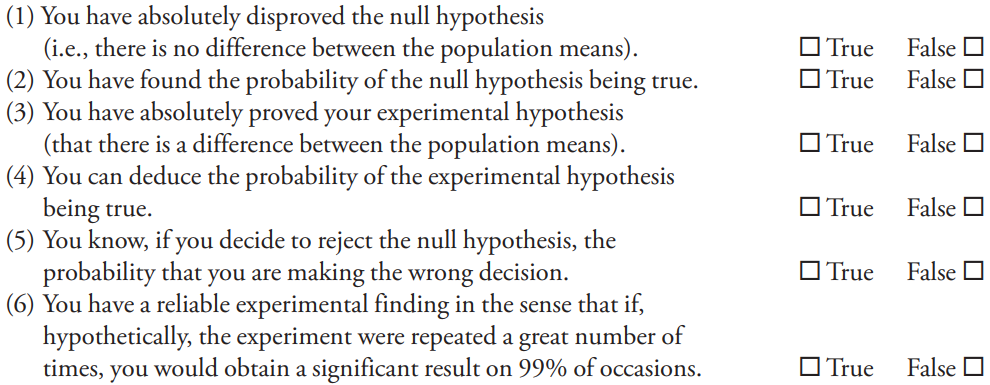 (1) You have absolutely disproved the null hypothesis
(i.e., there is no difference between the population means). ☐ True False ☐
(2) You have found the probability of the null hypothesis being true. ☐ True False ☐
(3) You have absolutely proved your experimental hypothesis
(that there is a difference between the population means). ☐ True False ☐
(4) You can deduce the probability of the experimental hypothesis
being true. ☐ True False ☐
(5) You know, if you decide to reject the null hypothesis, the
probability that you are making the wrong decision. ☐ True False ☐
(6) You have a reliable experimental finding in the sense that if,
hypothetically, the experiment were repeated a great number of
times, you would obtain a significant result on 99% of occasions. ☐ True False ☐